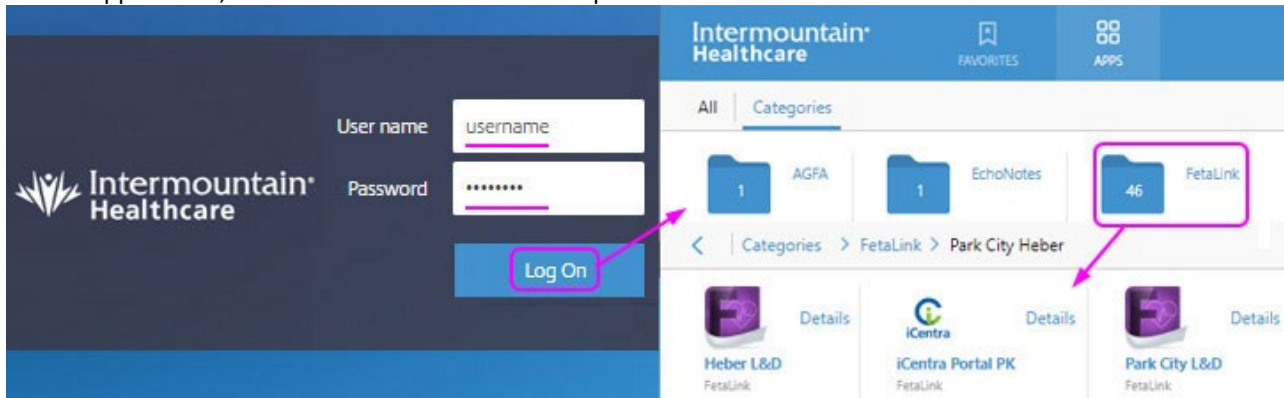 User name
username
Intermountain®
Healthcare
Password
••••••••
Log On
Intermountain®
Healthcare
FAVORITES
APPS
All
Categories
1
AGFA
1
EchoNotes
46
FetaLink
Categories > FetaLink > Park City Heber
Details
iCentra
Details
Details
Heber L&D
iCentra Portal PK
Park City L&D
FetaLink
FetaLink
FetaLink